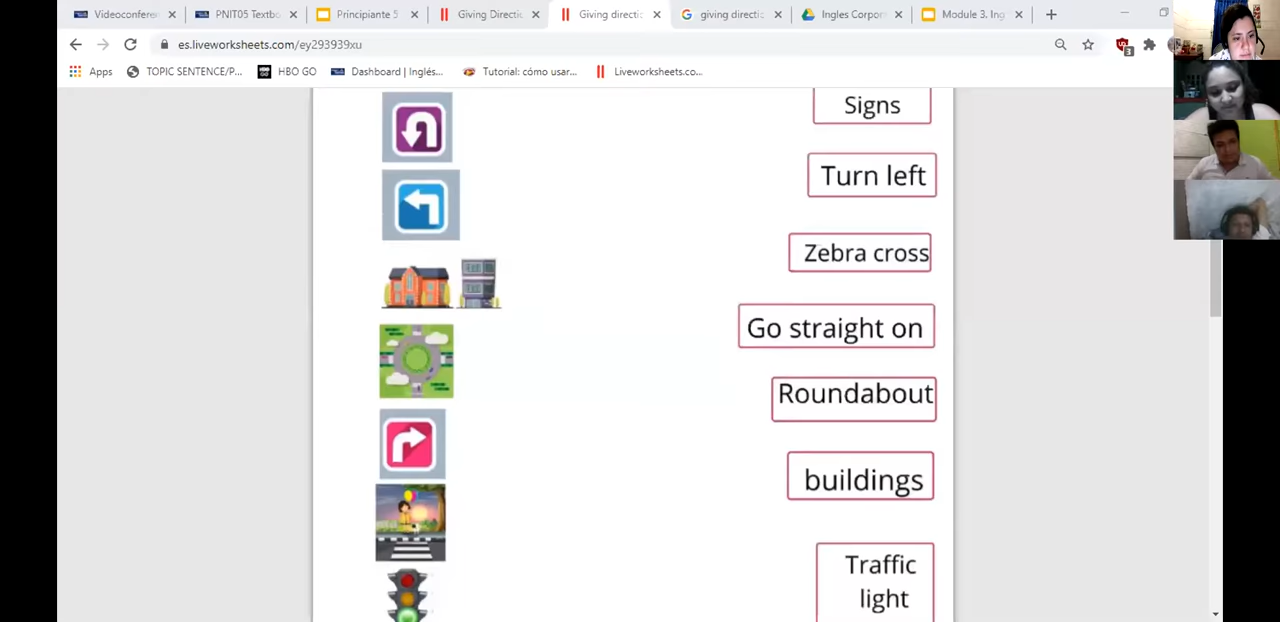 Videoconferen
PNIT05 Textbo
Principiante 5
Giving Directi
Giving directi
giving directi
Ingles Corpor
Module 3. Ing
es.liveworksheets.com/ey293939xu
3
Apps
TOPIC SENTENCE/P...
HBO GO
Dashboard | Inglés...
Tutorial: cómo usar...
Liveworksheets.co...
Signs
Turn left
Zebra cross
Go straight on
Roundabout
buildings
Traffic
light